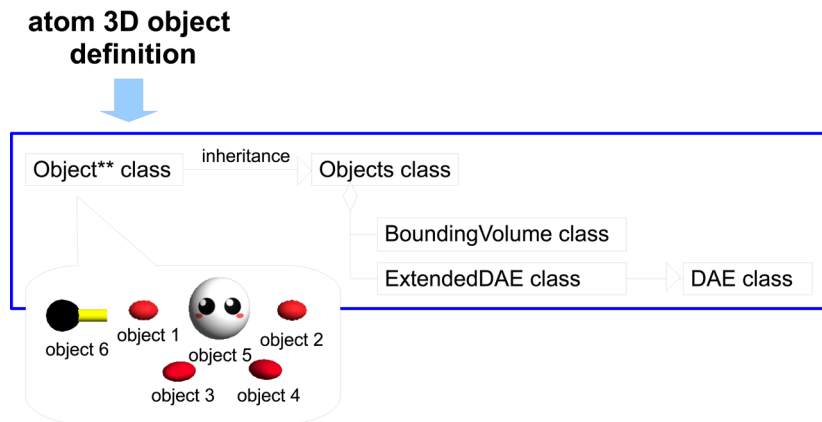 atom 3D object
definition
Object** class
inheritance
Objects class
BoundingVolume class
ExtendedDAE class
DAE class
object 6
object 1
object 5
object 2
object 3
object 4